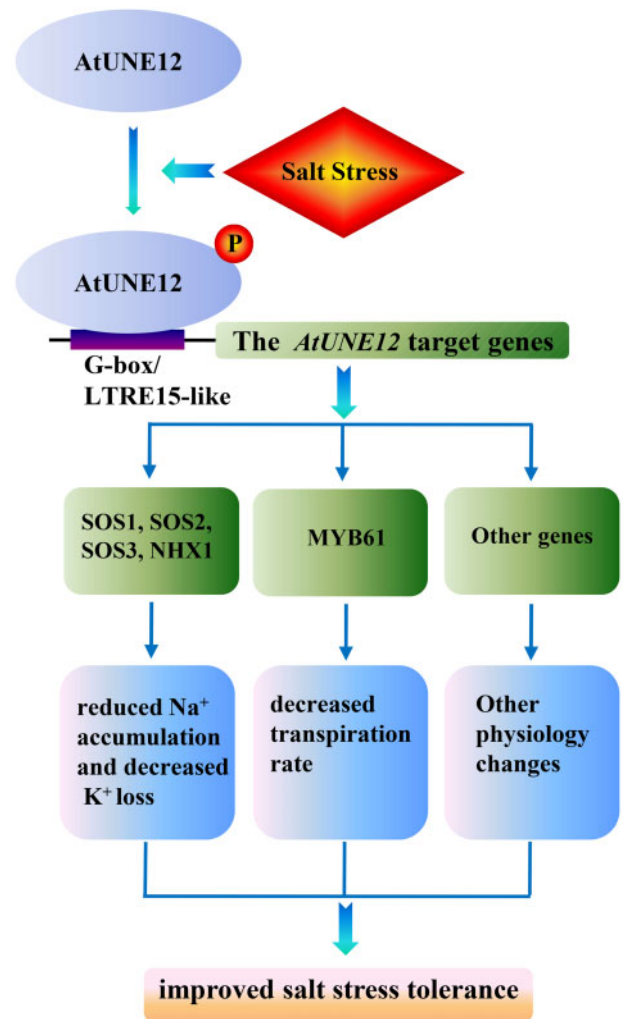 AtUNE12
Salt Stress
P
AtUNE12
The AtUNE12 target genes
G-box/
LTRE15-like
SOS1, SOS2,
SOS3, NHX1
MYB61
Other genes
reduced Na⁺
accumulation
and decreased
K⁺ loss
decreased
transpiration
rate
Other
physiology
changes
improved salt stress tolerance